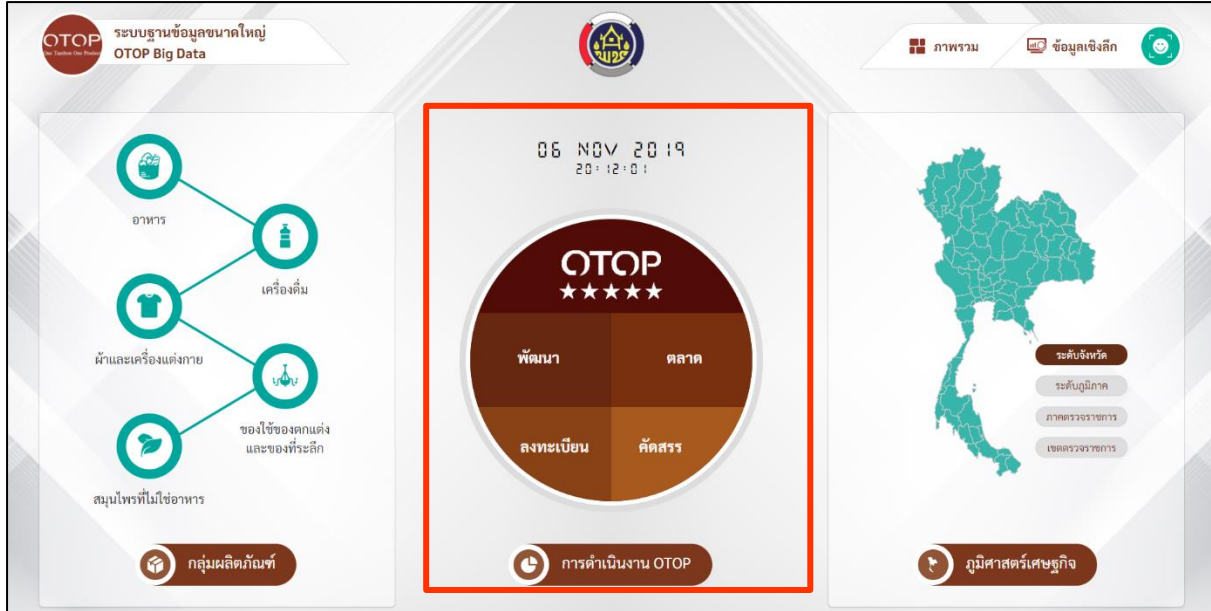 OTOP
One Tambon One Product
ระบบฐานข้อมูลขนาดใหญ่
OTOP Big Data
ภาพรวม
ข้อมูลเชิงลึก
อาหาร
เครื่องดื่ม
ผ้าและเครื่องแต่งกาย
ของใช้ของตกแต่ง
และของที่ระลึก
สมุนไพรที่ไม่ใช่อาหาร
กลุ่มผลิตภัณฑ์
06 NOV 2019
20:12:01
OTOP
★★★★★
พัฒนา
ตลาด
ลงทะเบียน
คัดสรร
การดำเนินงาน OTOP
ระดับจังหวัด
ระดับภูมิภาค
ภาคตรวจราชการ
เขตตรวจราชการ
ภูมิศาสตร์เศรษฐกิจ